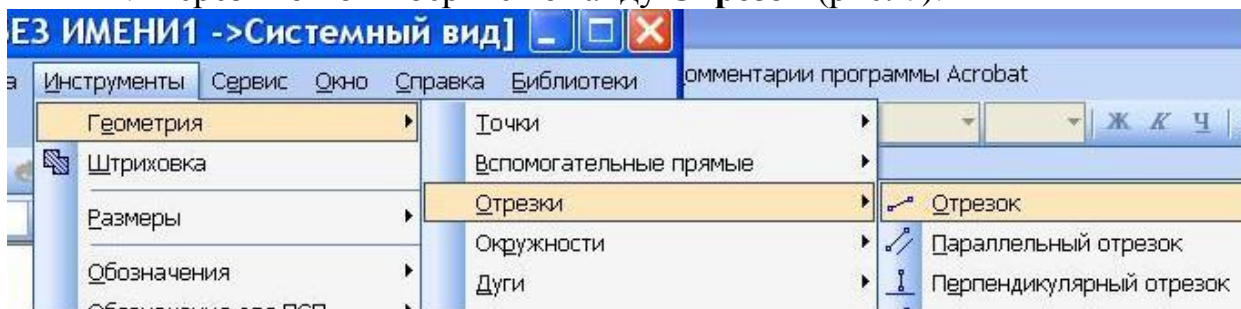 ЕЗ ИМЕНИ1 ->Системный вид]
Инструменты Сервис Окно Справка Библиотеки
омментарии программы Acrobat
Ж К Ч
Геометрия
Штриховка
Размеры
Обозначения
Точки
Вспомогательные прямые
Отрезки
Окружности
Дуги
Отрезок
Параллельный отрезок
Перпендикулярный отрезок